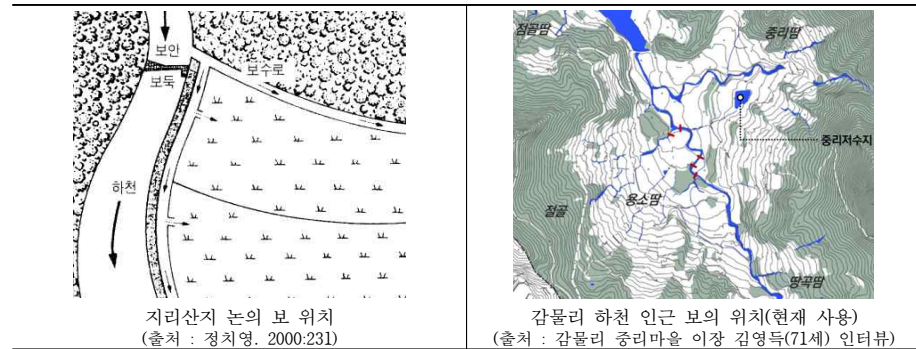 보안
보둑
보수로
하천
점골땀
중리땀
중리저수지
절골
용소땀
땅곡땀
지리산지 논의 보 위치
(출처 : 정치영. 2000:231)
감물리 하천 인근 보의 위치(현재 사용)
(출처 : 감물리 중리마을 이장 김영득(71세) 인터뷰)